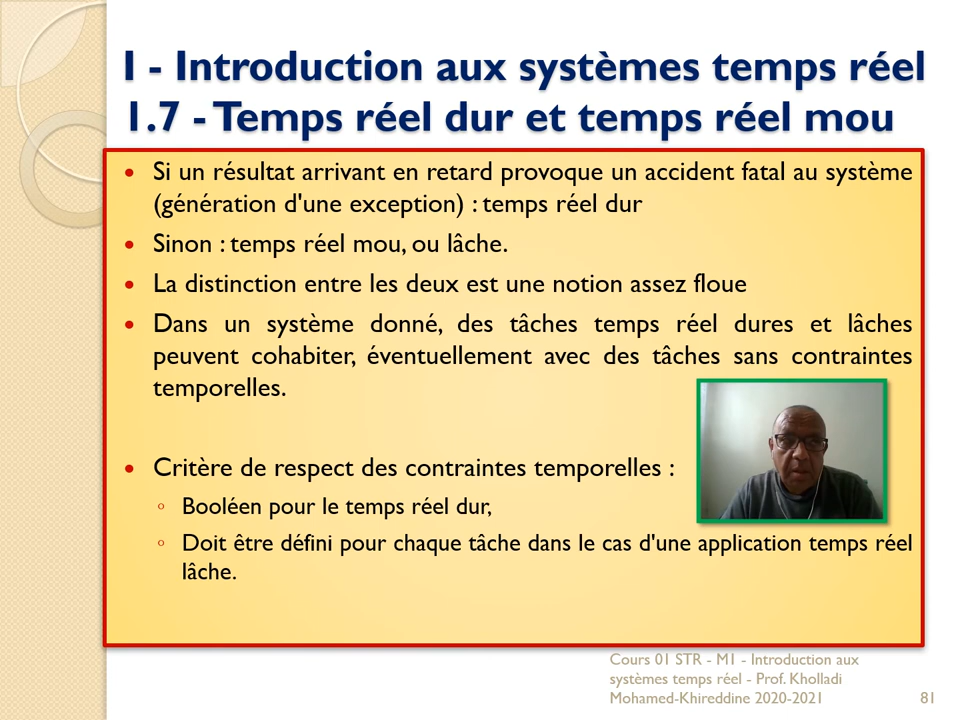 I - Introduction aux systèmes temps réel
1.7 - Temps réel dur et temps réel mou
• Si un résultat arrivant en retard provoque un accident fatal au système
(génération d'une exception) : temps réel dur
• Sinon : temps réel mou, ou lâche.
• La distinction entre les deux est une notion assez floue
• Dans un système donné, des tâches temps réel dures et lâches
peuvent cohabiter, éventuellement avec des tâches sans contraintes
temporelles.
• Critère de respect des contraintes temporelles :
◦ Booléen pour le temps réel dur,
◦ Doit être défini pour chaque tâche dans le cas d'une application temps réel
lâche.
Cours 01 STR - M1 - Introduction aux
systèmes temps réel - Prof. Kholladi
Mohamed-Khireddine 2020-2021
81